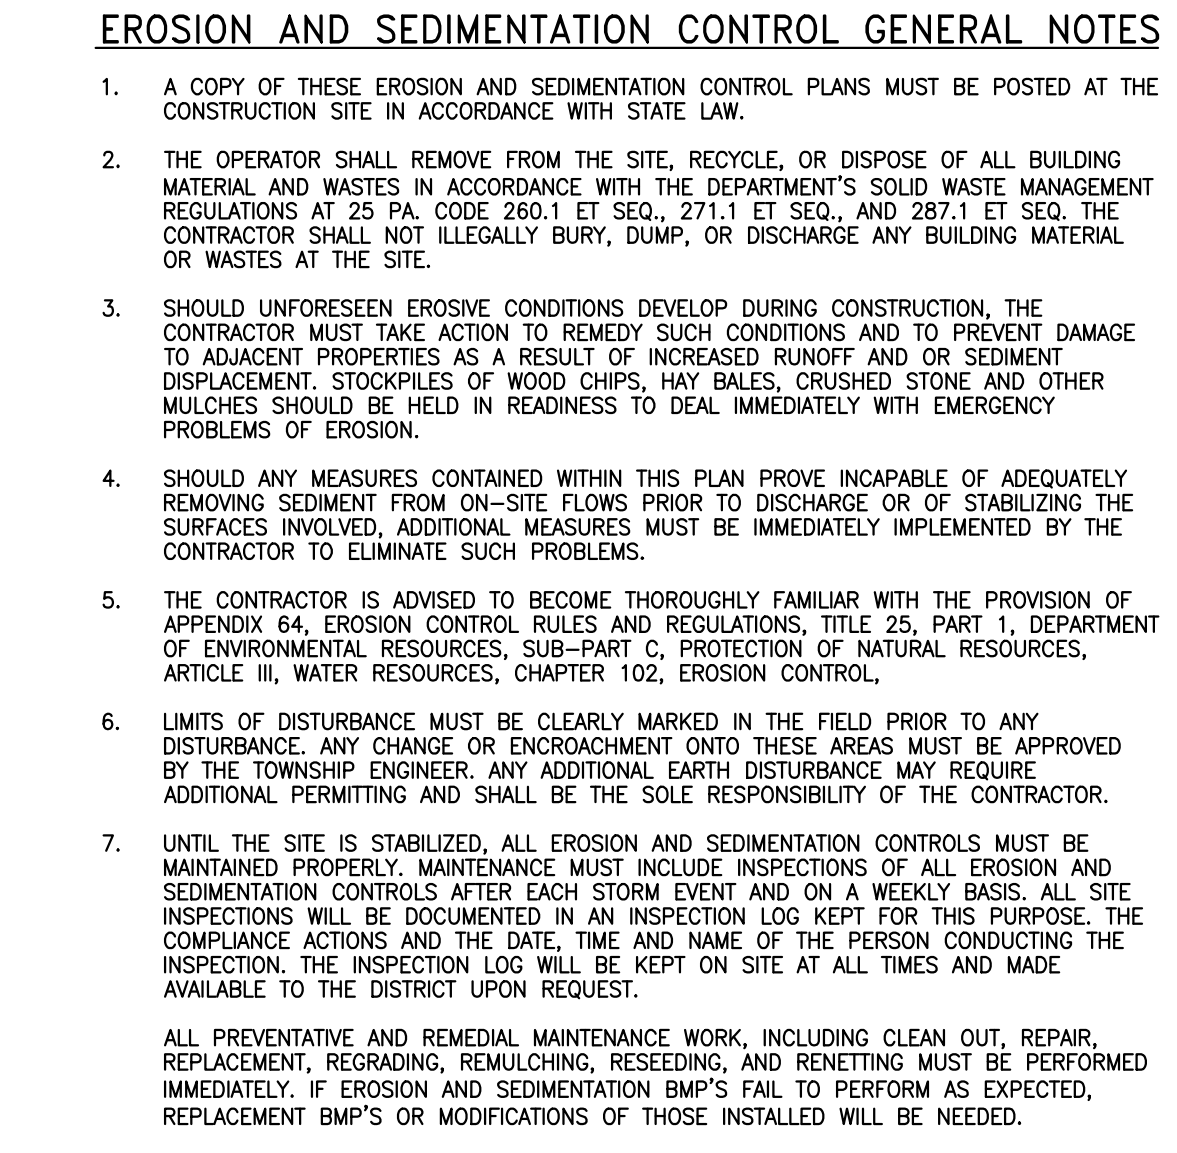 EROSION AND SEDIMENTATION CONTROL GENERAL NOTES
1. A COPY OF THESE EROSION AND SEDIMENTATION CONTROL PLANS MUST BE POSTED AT THE
CONSTRUCTION SITE IN ACCORDANCE WITH STATE LAW.
2. THE OPERATOR SHALL REMOVE FROM THE SITE, RECYCLE, OR DISPOSE OF ALL BUILDING
MATERIAL AND WASTES IN ACCORDANCE WITH THE DEPARTMENT'S SOLID WASTE MANAGEMENT
REGULATIONS AT 25 PA. CODE 260.1 ET SEQ., 271.1 ET SEQ., AND 287.1 ET SEQ. THE
CONTRACTOR SHALL NOT ILLEGALLY BURY, DUMP, OR DISCHARGE ANY BUILDING MATERIAL
OR WASTES AT THE SITE.
3. SHOULD UNFORESEEN EROSIVE CONDITIONS DEVELOP DURING CONSTRUCTION, THE
CONTRACTOR MUST TAKE ACTION TO REMEDY SUCH CONDITIONS AND TO PREVENT DAMAGE
TO ADJACENT PROPERTIES AS A RESULT OF INCREASED RUNOFF AND OR SEDIMENT
DISPLACEMENT. STOCKPILES OF WOOD CHIPS, HAY BALES, CRUSHED STONE AND OTHER
MULCHES SHOULD BE HELD IN READINESS TO DEAL IMMEDIATELY WITH EMERGENCY
PROBLEMS OF EROSION.
4. SHOULD ANY MEASURES CONTAINED WITHIN THIS PLAN PROVE INCAPABLE OF ADEQUATELY
REMOVING SEDIMENT FROM ON-SITE FLOWS PRIOR TO DISCHARGE OR OF STABILIZING THE
SURFACES INVOLVED, ADDITIONAL MEASURES MUST BE IMMEDIATELY IMPLEMENTED BY THE
CONTRACTOR TO ELIMINATE SUCH PROBLEMS.
5. THE CONTRACTOR IS ADVISED TO BECOME THOROUGHLY FAMILIAR WITH THE PROVISION OF
APPENDIX 64, EROSION CONTROL RULES AND REGULATIONS, TITLE 25, PART 1, DEPARTMENT
OF ENVIRONMENTAL RESOURCES, SUB-PART C, PROTECTION OF NATURAL RESOURCES,
ARTICLE III, WATER RESOURCES, CHAPTER 102, EROSION CONTROL,
6. LIMITS OF DISTURBANCE MUST BE CLEARLY MARKED IN THE FIELD PRIOR TO ANY
DISTURBANCE. ANY CHANGE OR ENCROACHMENT ONTO THESE AREAS MUST BE APPROVED
BY THE TOWNSHIP ENGINEER. ANY ADDITIONAL EARTH DISTURBANCE MAY REQUIRE
ADDITIONAL PERMITTING AND SHALL BE THE SOLE RESPONSIBILITY OF THE CONTRACTOR.
7. UNTIL THE SITE IS STABILIZED, ALL EROSION AND SEDIMENTATION CONTROLS MUST BE
MAINTAINED PROPERLY. MAINTENANCE MUST INCLUDE INSPECTIONS OF ALL EROSION AND
SEDIMENTATION CONTROLS AFTER EACH STORM EVENT AND ON A WEEKLY BASIS. ALL SITE
INSPECTIONS WILL BE DOCUMENTED IN AN INSPECTION LOG KEPT FOR THIS PURPOSE. THE
COMPLIANCE ACTIONS AND THE DATE, TIME AND NAME OF THE PERSON CONDUCTING THE
INSPECTION. THE INSPECTION LOG WILL BE KEPT ON SITE AT ALL TIMES AND MADE
AVAILABLE TO THE DISTRICT UPON REQUEST.
ALL PREVENTATIVE AND REMEDIAL MAINTENANCE WORK, INCLUDING CLEAN OUT, REPAIR,
REPLACEMENT, REGRADING, REMULCHING, RESEEDING, AND RENETTING MUST BE PERFORMED
IMMEDIATELY. IF EROSION AND SEDIMENTATION BMP'S FAIL TO PERFORM AS EXPECTED,
REPLACEMENT BMP'S OR MODIFICATIONS OF THOSE INSTALLED WILL BE NEEDED.